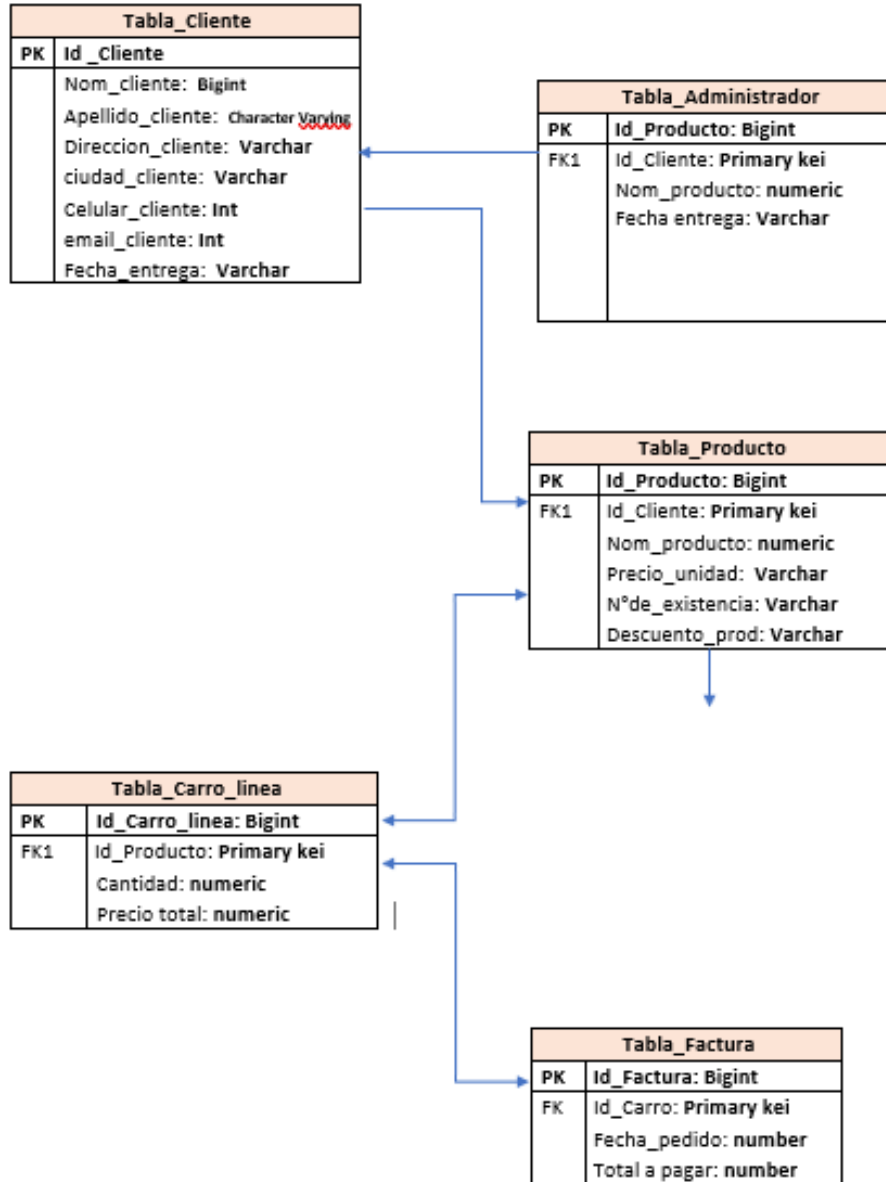 Tabla_Cliente
PK Id _Cliente
Nom_cliente: Bigint
Apellido_cliente: Character Varving
Direccion_cliente: Varchar
ciudad_cliente: Varchar
Celular_cliente: Int
email_cliente: Int
Fecha_entrega: Varchar
Tabla_Administrador
PK Id_Producto: Bigint
FK1 Id_Cliente: Primary kei
Nom_producto: numeric
Fecha entrega: Varchar
Tabla_Producto
PK Id_Producto: Bigint
FK1 Id_Cliente: Primary kei
Nom_producto: numeric
Precio_unidad: Varchar
N°de_existencia: Varchar
Descuento_prod: Varchar
Tabla_Carro_linea
PK Id_Carro_linea: Bigint
FK1 Id_Producto: Primary kei
Cantidad: numeric
Precio total: numeric
Tabla_Factura
PK Id_Factura: Bigint
FK Id_Carro: Primary kei
Fecha_pedido: number
Total a pagar: number